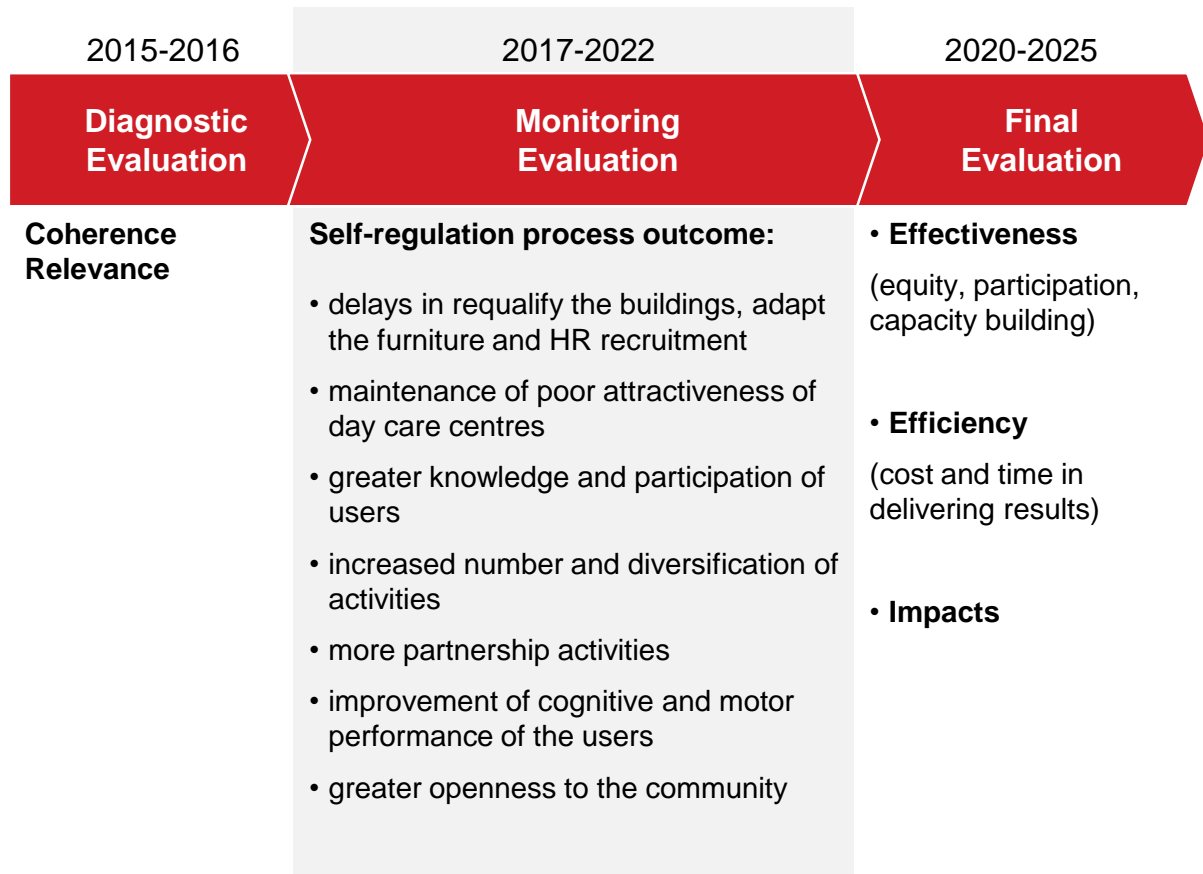 2015-2016
2017-2022
2020-2025
Diagnostic
Evaluation
Monitoring
Evaluation
Final
Evaluation
Coherence
Relevance
Self-regulation process outcome:
• delays in requalify the buildings, adapt
the furniture and HR recruitment
• maintenance of poor attractiveness of
day care centres
• greater knowledge and participation of
users
• increased number and diversification of
activities
• more partnership activities
• improvement of cognitive and motor
performance of the users
• greater openness to the community
• Effectiveness
(equity, participation,
capacity building)
• Efficiency
(cost and time in
delivering results)
• Impacts